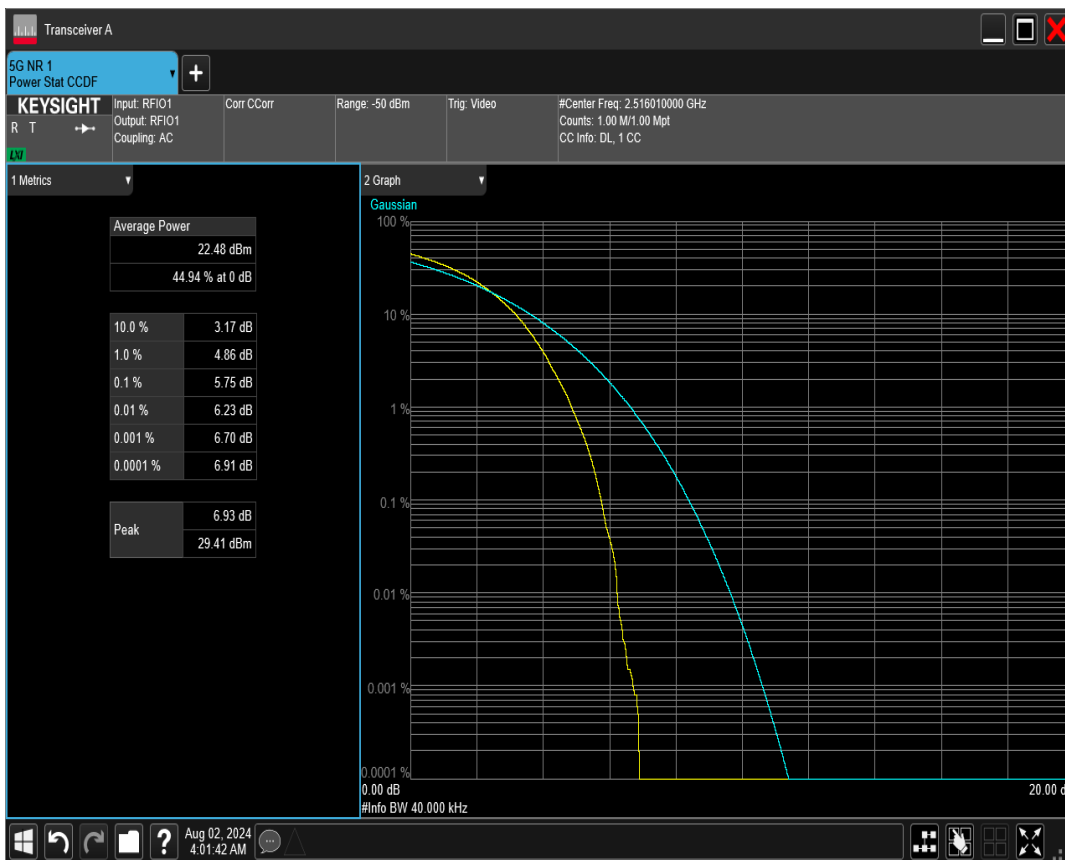 Transceiver A
5G NR 1
Power Stat CCDF
KEYSIGHT
R T
LXI
Input: RFIO1
Output: RFIO1
Coupling: AC
Corr CCorr
Range: -50 dBm
Trig: Video
#Center Freq: 2.516010000 GHz
Counts: 1.00 M/1.00 Mpt
CC Info: DL, 1 CC
1 Metrics
Average Power
22.48 dBm
44.94 % at 0 dB
10.0 % 3.17 dB
1.0 % 4.86 dB
0.1 % 5.75 dB
0.01 % 6.23 dB
0.001 % 6.70 dB
0.0001 % 6.91 dB
Peak
6.93 dB
29.41 dBm
2 Graph
Gaussian
100 %
10 %
1 %
0.1 %
0.01 %
0.001 %
0.0001 %
0.00 dB
20.00 d
#Info BW 40.000 kHz
?
Aug 02, 2024
4:01:42 AM